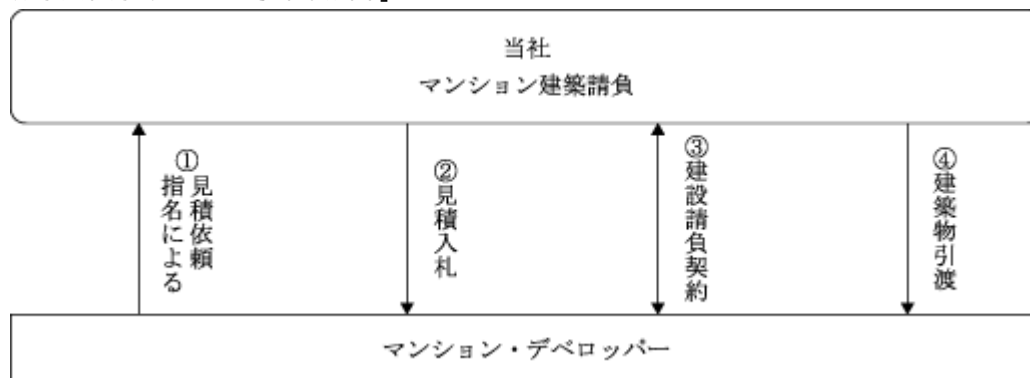 当社
マンション建築請負
①
指名による
見積依頼
②見積入札
③建設請負契約
④建築物引渡
マンション・デベロッパー